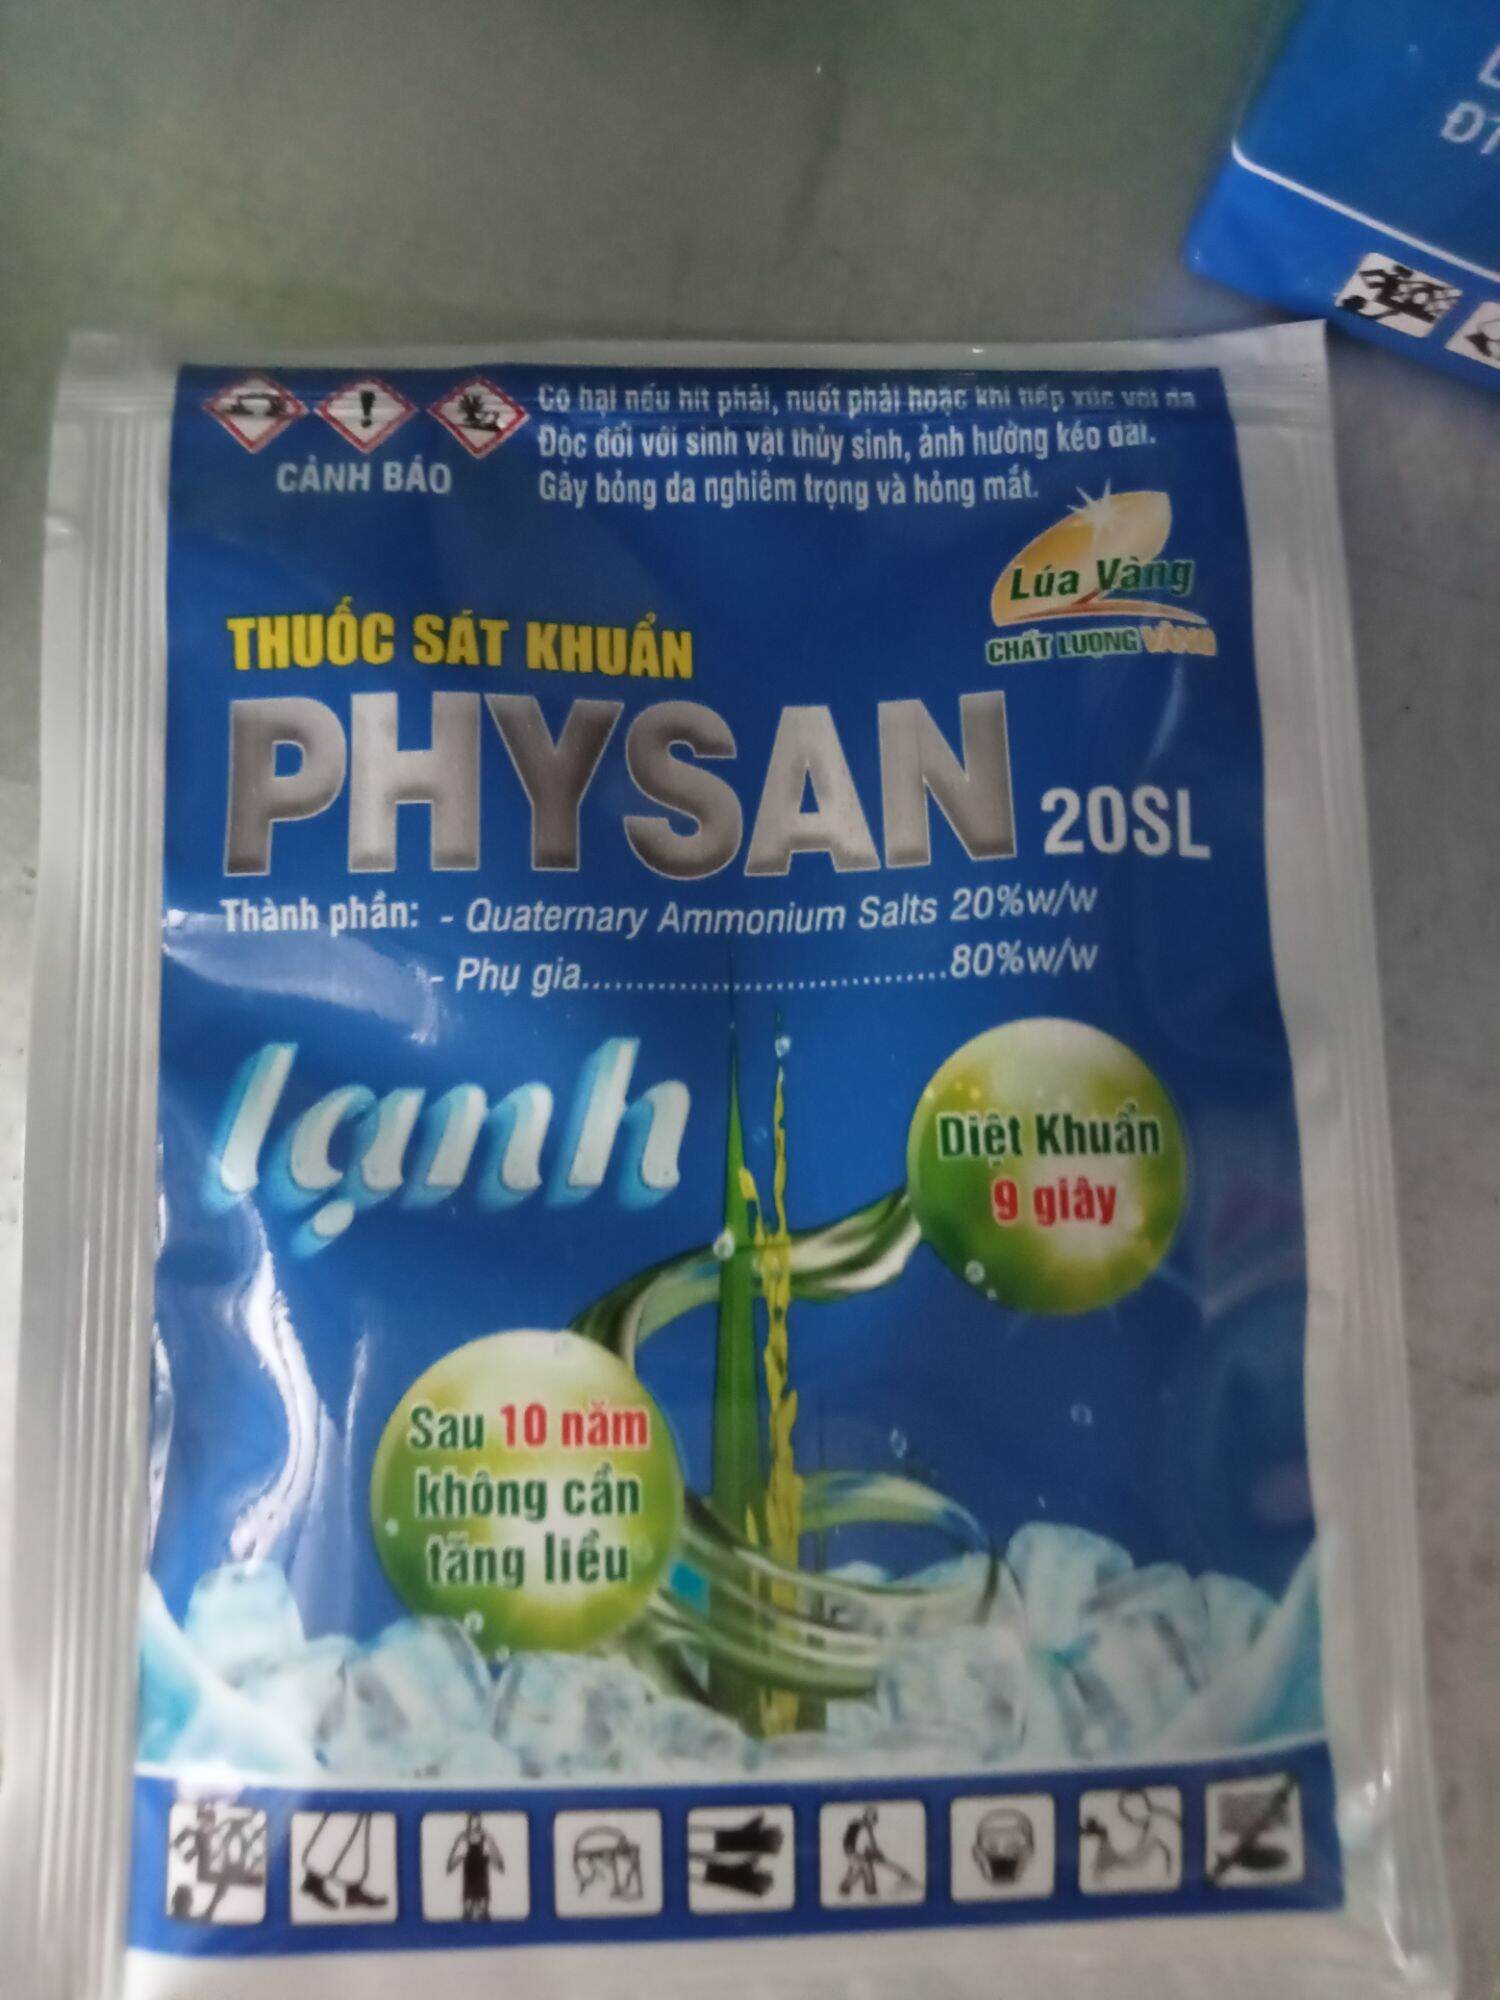 Có hại nếu hít phải, nuốt phải hoặc khi tiếp xúc với da
Độc đối với sinh vật thủy sinh, ảnh hưởng kéo dài.
Gây bỏng da nghiêm trọng và hỏng mắt.
CẢNH BÁO
Lúa Vàng
CHẤT LƯỢNG VÀNG
THUỐC SÁT KHUẨN
PHYSAN 20SL
Thành phần: - Quaternary Ammonium Salts 20%w/w
- Phụ gia....................................80%w/w
lạnh
Diệt Khuẩn
9 giây
Sau 10 năm
không cần
tăng liều